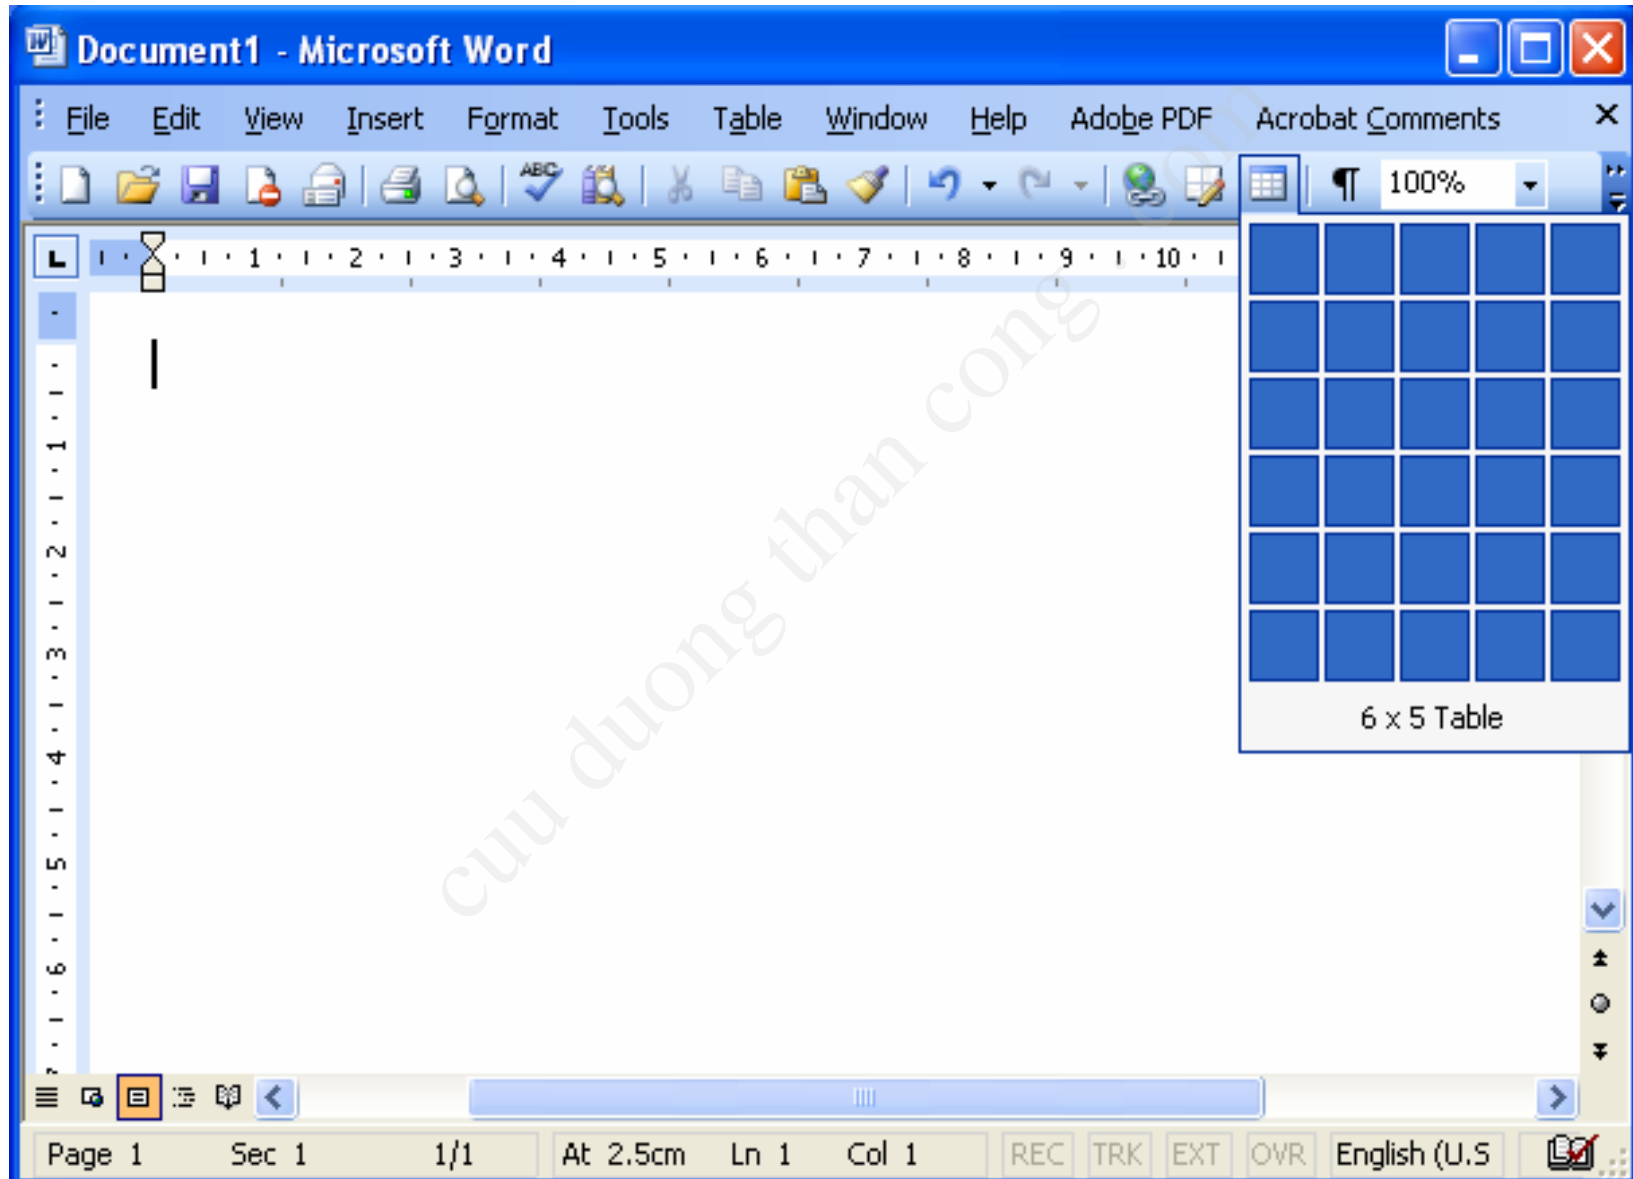 Document1 - Microsoft Word
File Edit View Insert Format Tools Table Window Help Adobe PDF Acrobat Comments
ABC 100%
1 2 3 4 5 6 7 8 9 10
6 x 5 Table
1
2
3
4
5
6
cuu duong than cong . com
Page 1 Sec 1 1/1 At 2.5cm Ln 1 Col 1 REC TRK EXT OVR English (U.S